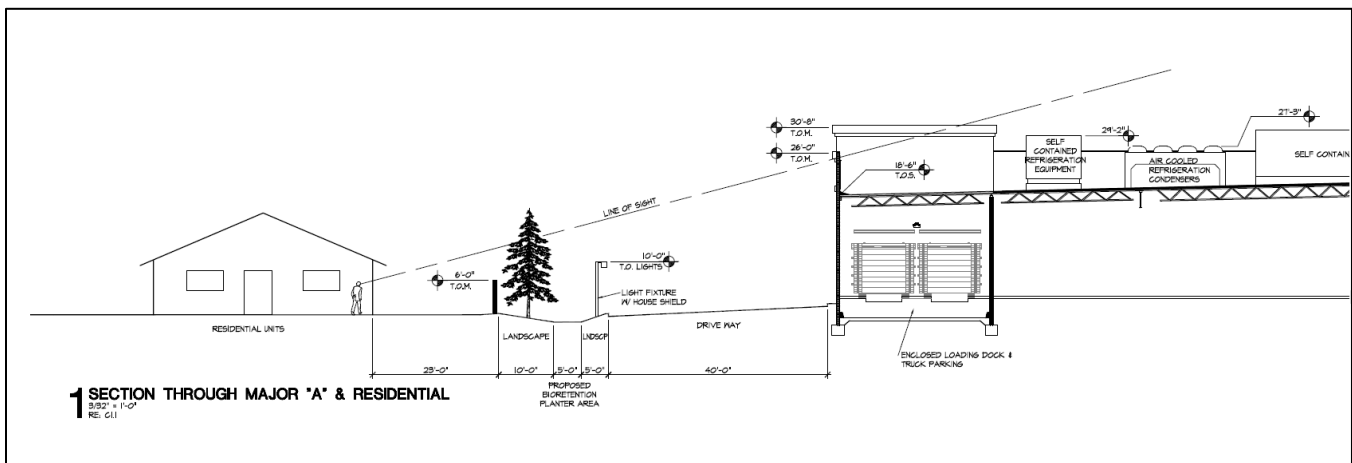 30'-8"
T.O.M.
26'-0"
T.O.M.
18'-6"
T.O.S.
SELF
CONTAINED
REFRIGERATION
EQUIPMENT
29'-2"
27'-3"
AIR COOLED
REFRIGERATION
CONDENSERS
SELF CONTAIN
LINE OF SIGHT
6'-0"
T.O.M.
10'-0"
T.O. LIGHTS
LIGHT FIXTURE
W/ HOUSE SHIELD
RESIDENTIAL UNITS
LANDSCAPE
LNDSCP
DRIVE WAY
ENCLOSED LOADING DOCK &
TRUCK PARKING
23'-0"
10'-0"
5'-0"
5'-0"
40'-0"
PROPOSED
BIORETENTION
PLANTER AREA
1 SECTION THROUGH MAJOR "A" & RESIDENTIAL
3/32" = 1'-0"
RE: C1.1